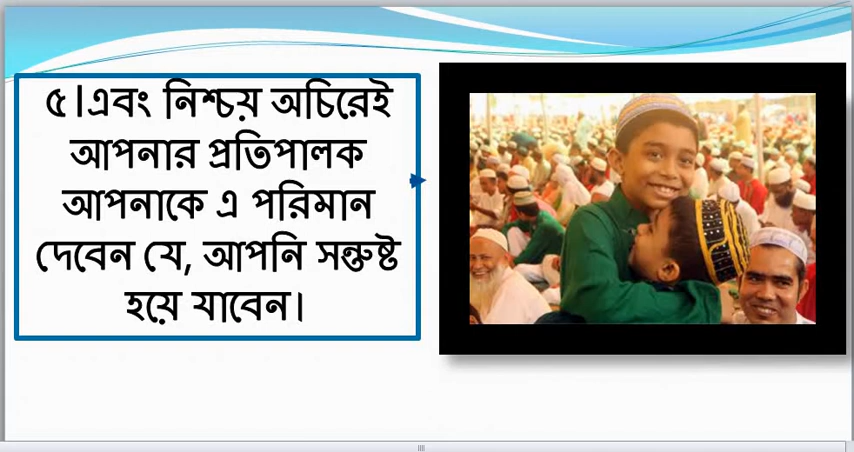 ৫।এবং নিশ্চয় অচিরেই
আপনার প্রতিপালক
আপনাকে এ পরিমান
দেবেন যে, আপনি সন্তুষ্ট
হয়ে যাবেন।